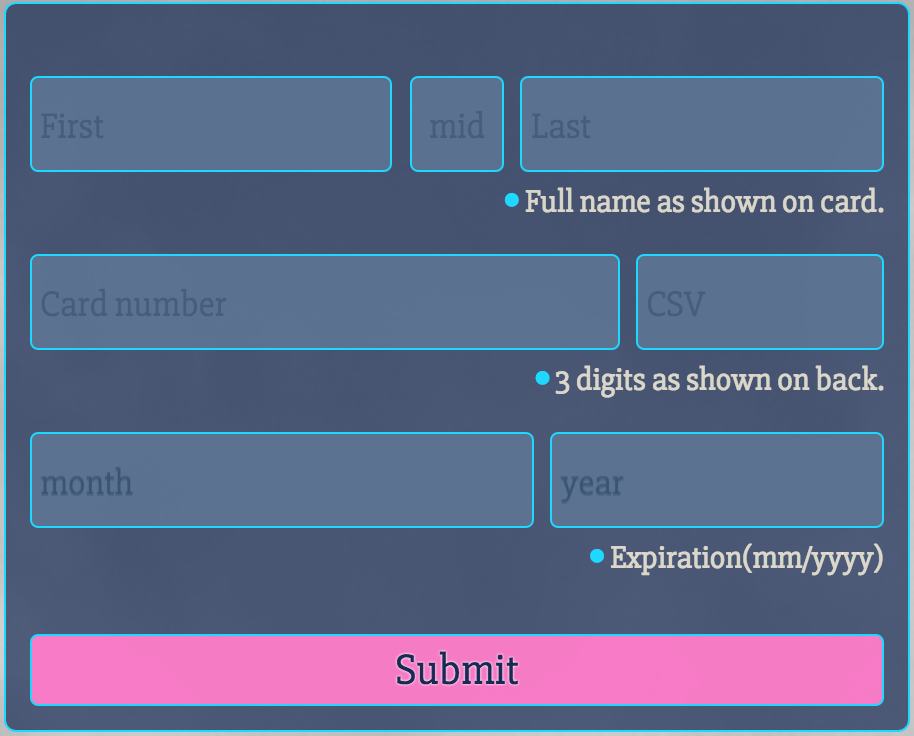 First mid Last
Full name as shown on card.
Card number CSV
3 digits as shown on back.
month year
Expiration(mm/yyyy)
Submit